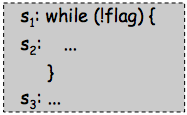 s₁: while (!flag) {
s₂: ...
}
s₃: ...